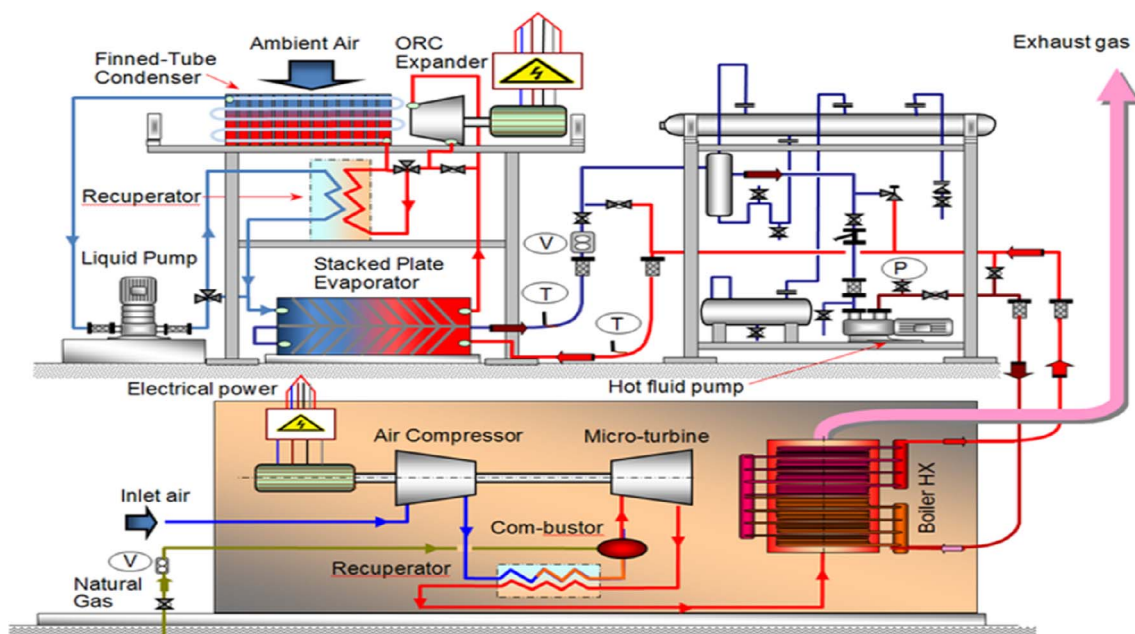 Ambient Air
ORC
Expander
Finned-Tube
Condenser
Exhaust gas
Recuperator
Liquid Pump
Stacked Plate
Evaporator
V
T
T
P
Hot fluid pump
Electrical power
Air Compressor
Micro-turbine
Boiler HX
Inlet air
Com-bustor
V
Recuperator
Natural
Gas